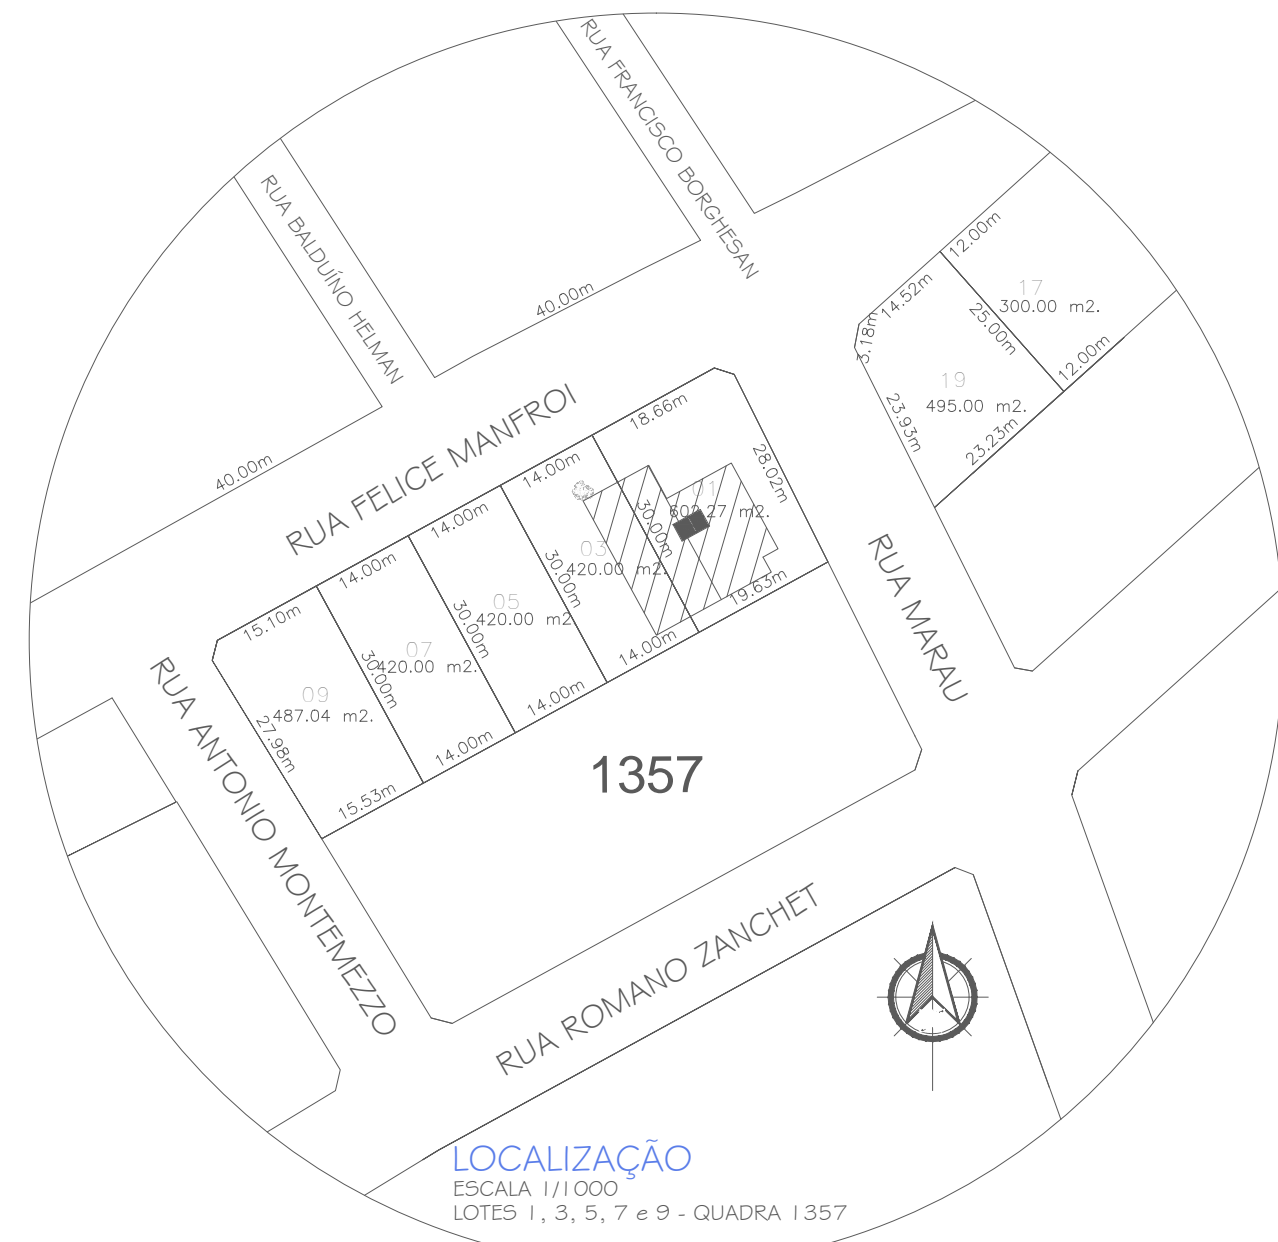 RUA FRANCISCO BORGHESAN
RUA BALDUÍNO HELMAN
40.00m
40.00m
RUA FELICE MANFROI
12.00m
14.52m
3.18m
17
300.00 m2.
25.00m
12.00m
19
495.00 m2.
23.93m
23.23m
18.66m
28.02m
01
30.00m
19.63m
14.00m
03
420.00 m2.
30.00m
14.00m
14.00m
05
420.00 m2
30.00m
14.00m
14.00m
07
420.00 m2.
30.00m
14.00m
15.10m
09
487.04 m2.
27.98m
15.53m
RUA MARAU
RUA ANTONIO MONTEMEZZO
1357
RUA ROMANO ZANCHET
LOCALIZAÇÃO
ESCALA 1/1000
LOTES 1, 3, 5, 7 e 9 - QUADRA 1357